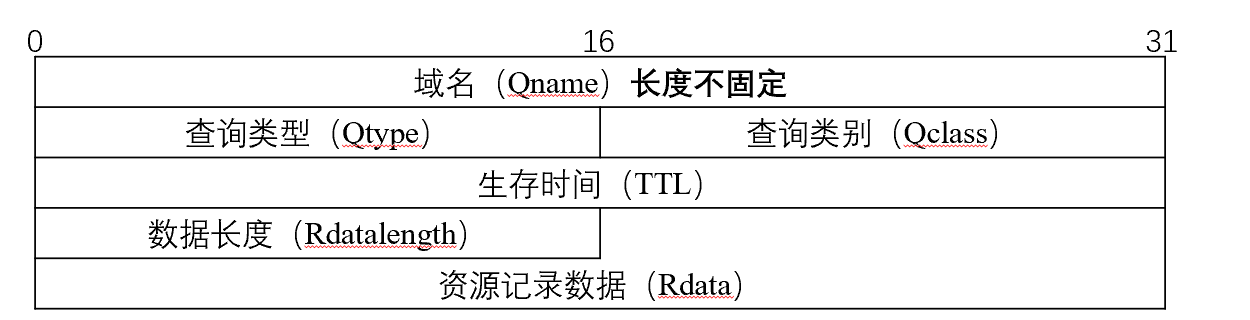 0 16 31
域名（Qname）长度不固定
查询类型（Qtype） 查询类别（Qclass）
生存时间（TTL）
数据长度（Rdatalength）
资源记录数据（Rdata）